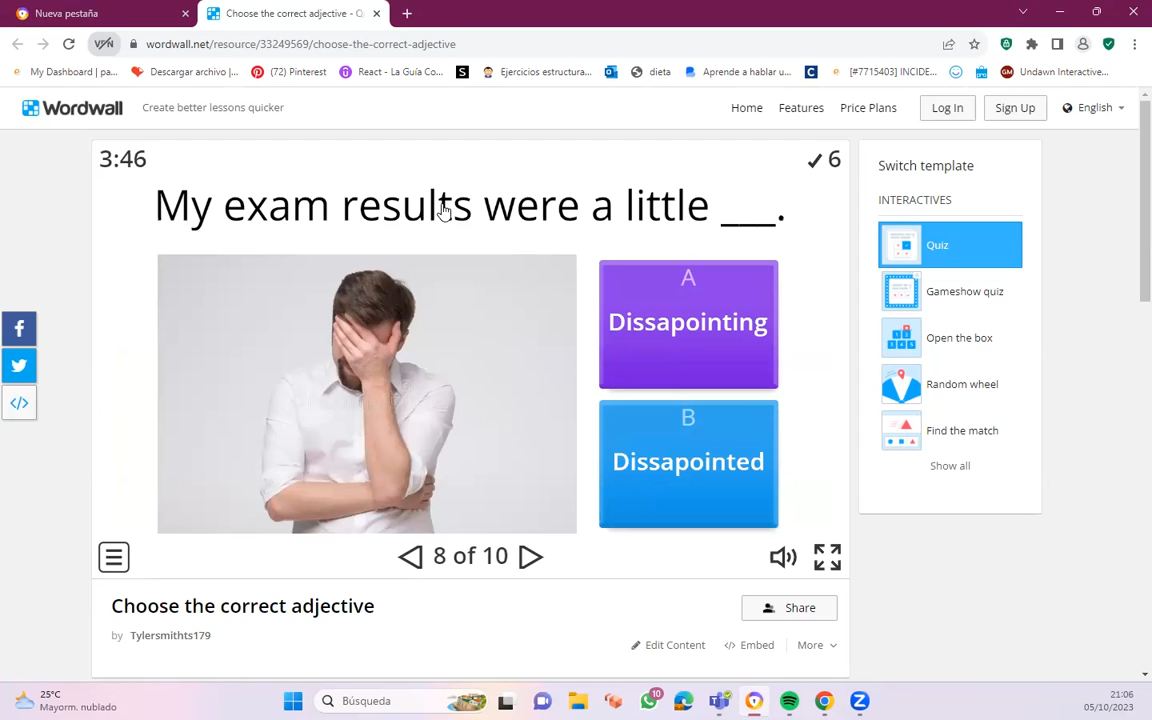 Nueva pestaña
Choose the correct adjective - Q
wordwall.net/resource/33249569/choose-the-correct-adjective
VPN
My Dashboard | pa...
Descargar archivo |...
(72) Pinterest
React - La Guía Co...
S
Ejercicios estructura...
dieta
Aprende a hablar u...
C
[#7715403] INCIDE...
GM
Undawn Interactive...
Wordwall
Create better lessons quicker
Home
Features
Price Plans
Log In
Sign Up
English
3:46
6
My exam results were a little ___.
A
Dissapointing
B
Dissapointed
8 of 10
Choose the correct adjective
by Tylersmithts179
Share
Edit Content
Embed
More
Switch template
INTERACTIVES
Quiz
Gameshow quiz
Open the box
Random wheel
Find the match
Show all
25°C
Mayorm. nublado
Búsqueda
10
21:06
05/10/2023